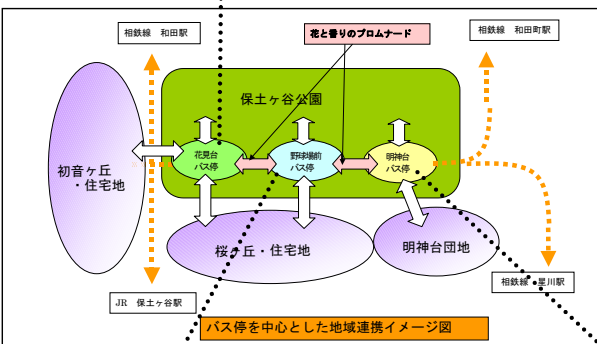 相鉄線 和田駅
花と香りのプロムナード
相鉄線 和田町駅
保土ヶ谷公園
花見台
バス停
野球場前
バス停
明神台
バス停
初音ヶ丘
・住宅地
桜ヶ丘・住宅地
明神台団地
相鉄線 星川駅
JR 保土ヶ谷駅
バス停を中心とした地域連携イメージ図